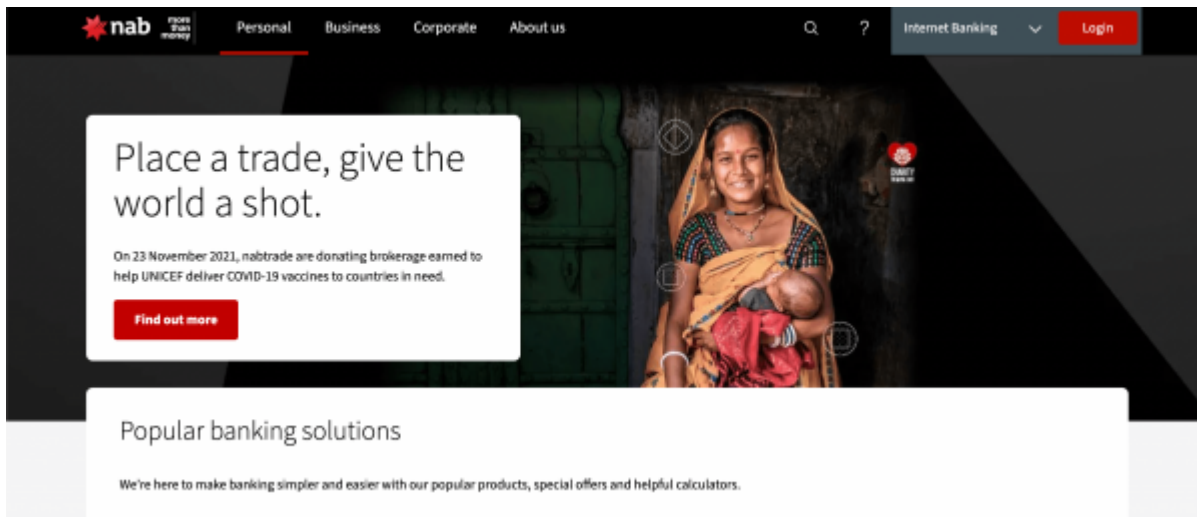 nab
more
than
money
Personal
Business
Corporate
About us
?
Internet Banking
Login
Place a trade, give the
world a shot.
On 23 November 2021, nabtrade are donating brokerage earned to
help UNICEF deliver COVID-19 vaccines to countries in need.
Find out more
CHARITY
Popular banking solutions
We're here to make banking simpler and easier with our popular products, special offers and helpful calculators.